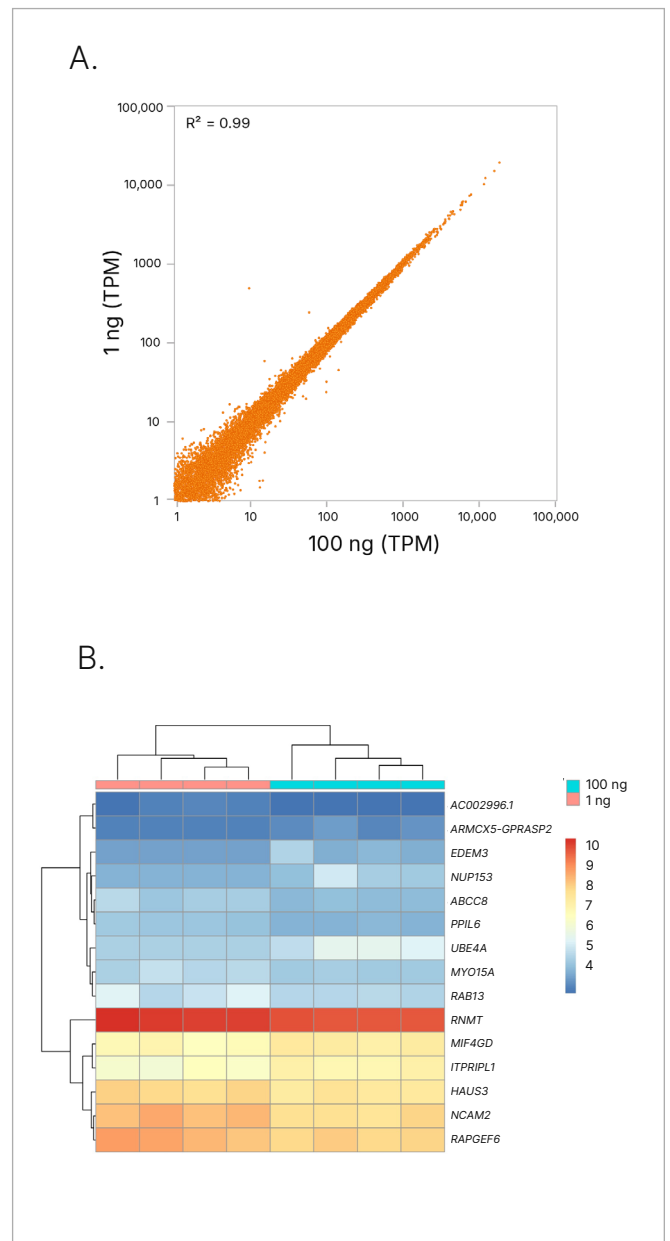 A.
R² = 0.99
100,000
10,000
1000
100
10
1
1 ng (TPM)
1 10 100 1000 10,000 100,000
100 ng (TPM)
B.
100 ng
1 ng
AC002996.1
ARMCX5-GPRASP2
EDEM3
NUP153
ABCC8
PPIL6
UBE4A
MYO15A
RAB13
RNMT
MIF4GD
ITPRIPL1
HAUS3
NCAM2
RAPGEF6
10
9
8
7
6
5
4